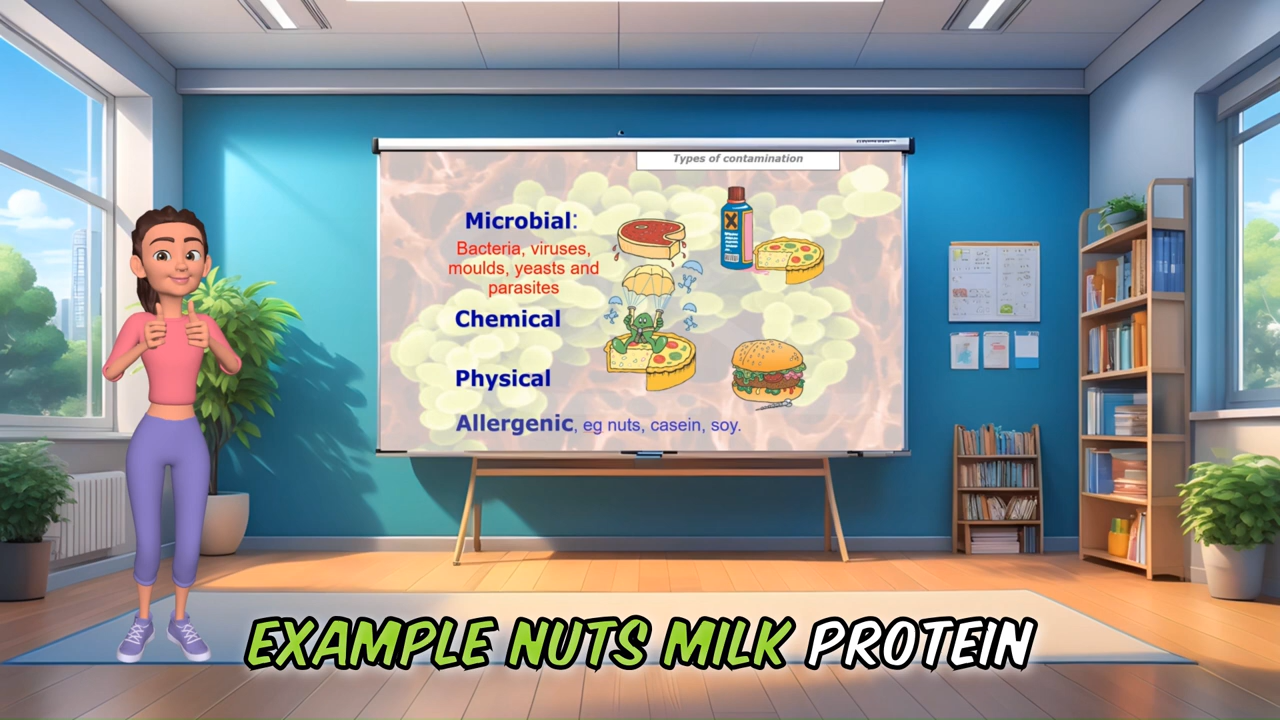 Types of contamination
Microbial:
Bacteria, viruses,
moulds, yeasts and
parasites
Chemical
Physical
Allergenic, eg nuts, casein, soy.
EXAMPLE NUTS MILK PROTEIN